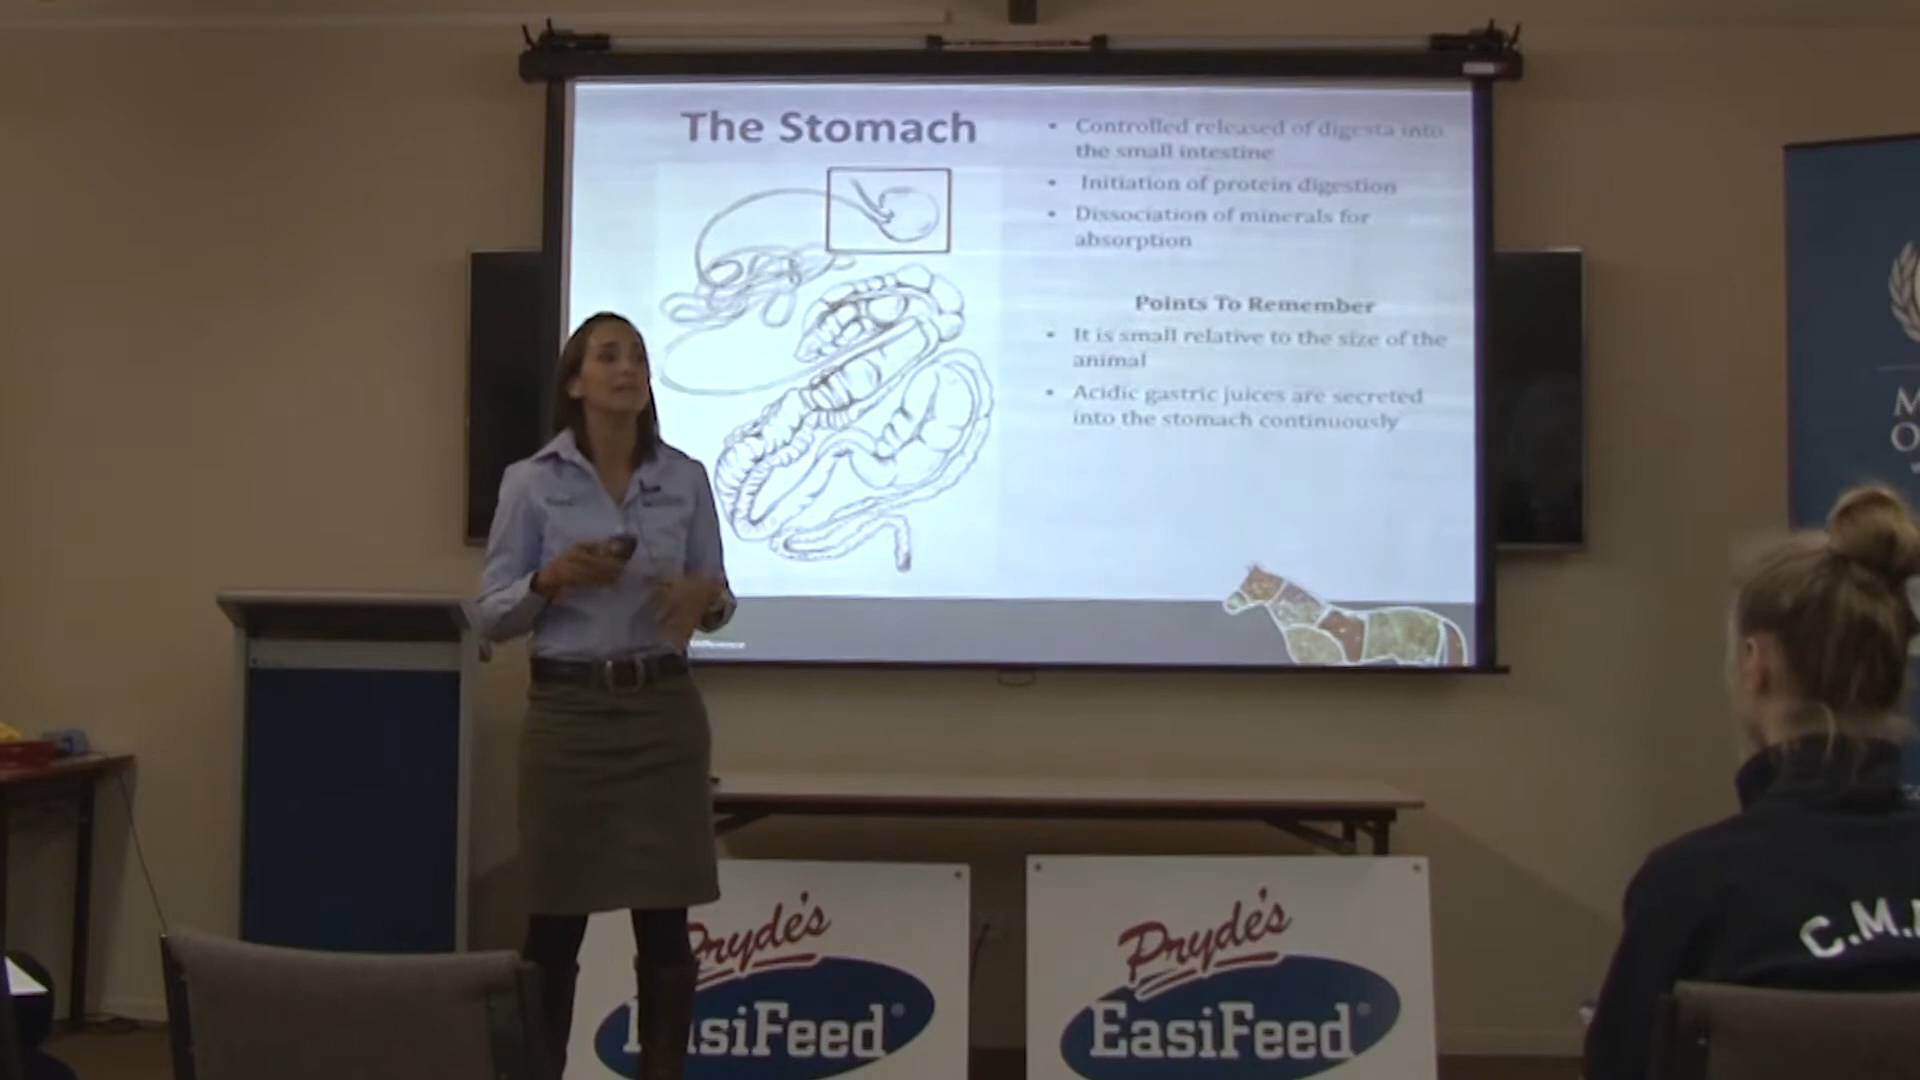 The Stomach
• Controlled released of digesta into
the small intestine
• Initiation of protein digestion
• Dissociation of minerals for
absorption
Points To Remember
• It is small relative to the size of the
animal
• Acidic gastric juices are secreted
into the stomach continuously
Pryde's
EasiFeed®
Pryde's
EasiFeed®
C.M.
M
O